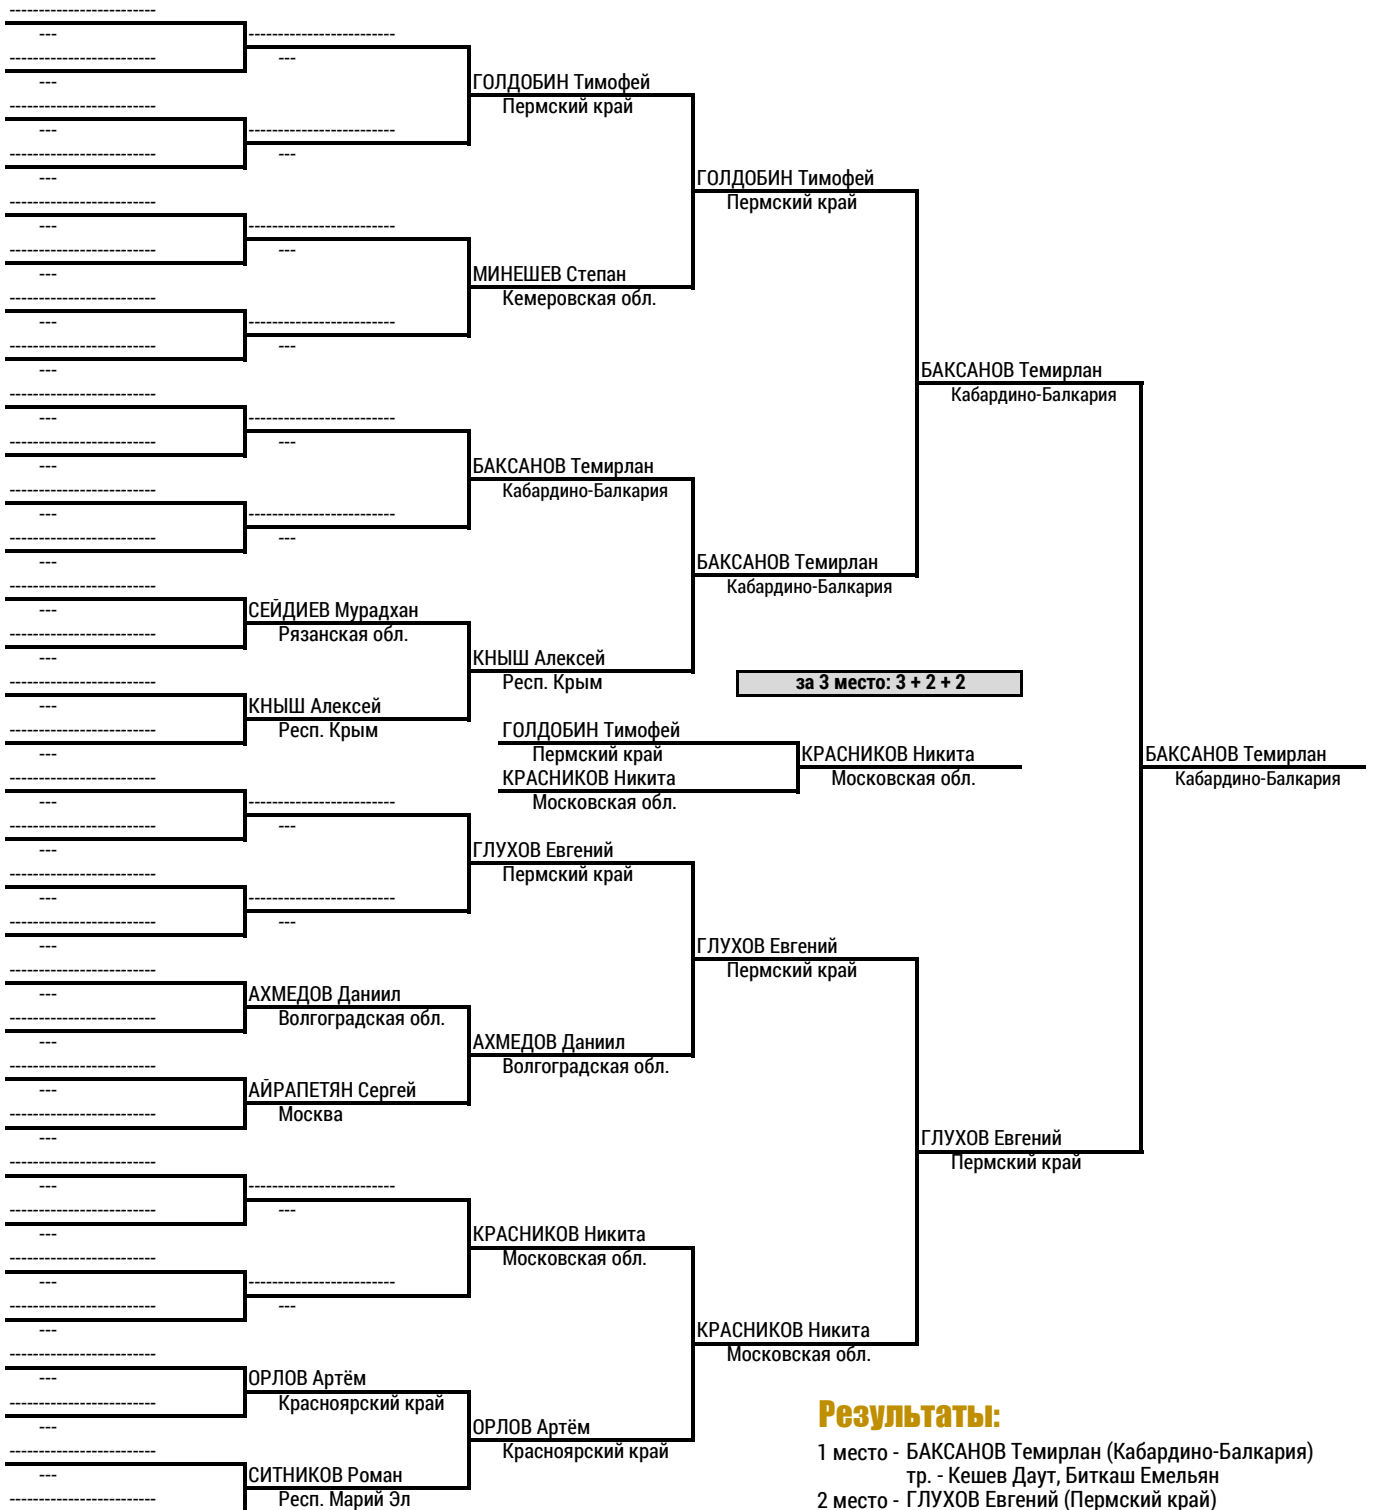 -------------------------
---
-------------------------
---
-------------------------
---
-------------------------
---
-------------------------
---
-------------------------
---
-------------------------
---
-------------------------
---
-------------------------
---
-------------------------
---
-------------------------
---
-------------------------
---
-------------------------
---
-------------------------
---
-------------------------
---
-------------------------
---
-------------------------
---
-------------------------
---
-------------------------
---
-------------------------
---
-------------------------
---
-------------------------
---
-------------------------
---
-------------------------
---
-------------------------
---
-------------------------
---
-------------------------
---
-------------------------
---
-------------------------
---
-------------------------
---
-------------------------
---
-------------------------
-------------------------
---
-------------------------
---
-------------------------
---
-------------------------
---
-------------------------
---
-------------------------
---
СЕЙДИЕВ Мурадхан
Рязанская обл.
КНЫШ Алексей
Респ. Крым
-------------------------
---
-------------------------
---
АХМЕДОВ Даниил
Волгоградская обл.
АЙРАПЕТЯН Сергей
Москва
-------------------------
---
-------------------------
---
ОРЛОВ Артём
Красноярский край
СИТНИКОВ Роман
Респ. Марий Эл
ГОЛДОБИН Тимофей
Пермский край
МИНЕШЕВ Степан
Кемеровская обл.
БАКСАНОВ Темирлан
Кабардино-Балкария
КНЫШ Алексей
Респ. Крым
ГЛУХОВ Евгений
Пермский край
АХМЕДОВ Даниил
Волгоградская обл.
КРАСНИКОВ Никита
Московская обл.
ОРЛОВ Артём
Красноярский край
ГОЛДОБИН Тимофей
Пермский край
БАКСАНОВ Темирлан
Кабардино-Балкария
ГЛУХОВ Евгений
Пермский край
КРАСНИКОВ Никита
Московская обл.
БАКСАНОВ Темирлан
Кабардино-Балкария
ГЛУХОВ Евгений
Пермский край
БАКСАНОВ Темирлан
Кабардино-Балкария
за 3 место: 3 + 2 + 2
ГОЛДОБИН Тимофей
Пермский край
КРАСНИКОВ Никита
Московская обл.
КРАСНИКОВ Никита
Московская обл.
Результаты:
1 место - БАКСАНОВ Темирлан (Кабардино-Балкария)
тр. - Кешев Даут, Биткаш Емельян
2 место - ГЛУХОВ Евгений (Пермский край)